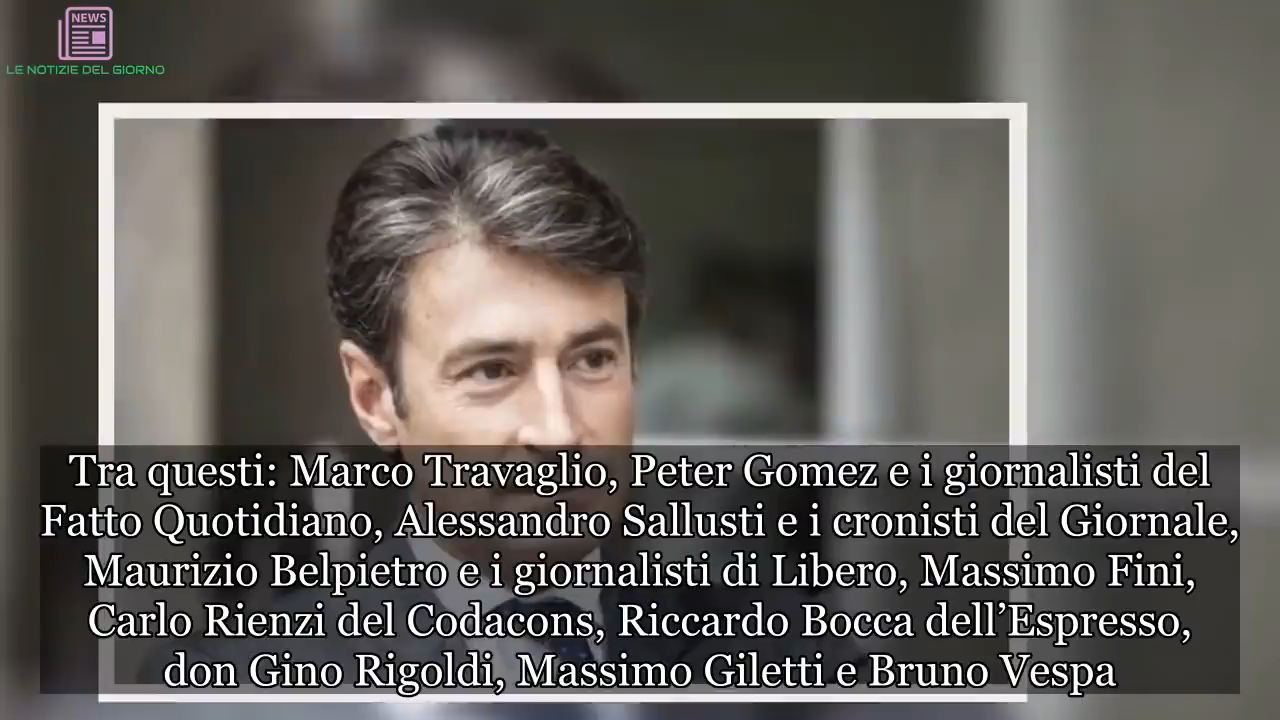 NEWS
LE NOTIZIE DEL GIORNO
Tra questi: Marco Travaglio, Peter Gomez e i giornalisti del
Fatto Quotidiano, Alessandro Sallusti e i cronisti del Giornale,
Maurizio Belpietro e i giornalisti di Libero, Massimo Fini,
Carlo Rienzi del Codacons, Riccardo Bocca dell’Espresso,
don Gino Rigoldi, Massimo Giletti e Bruno Vespa